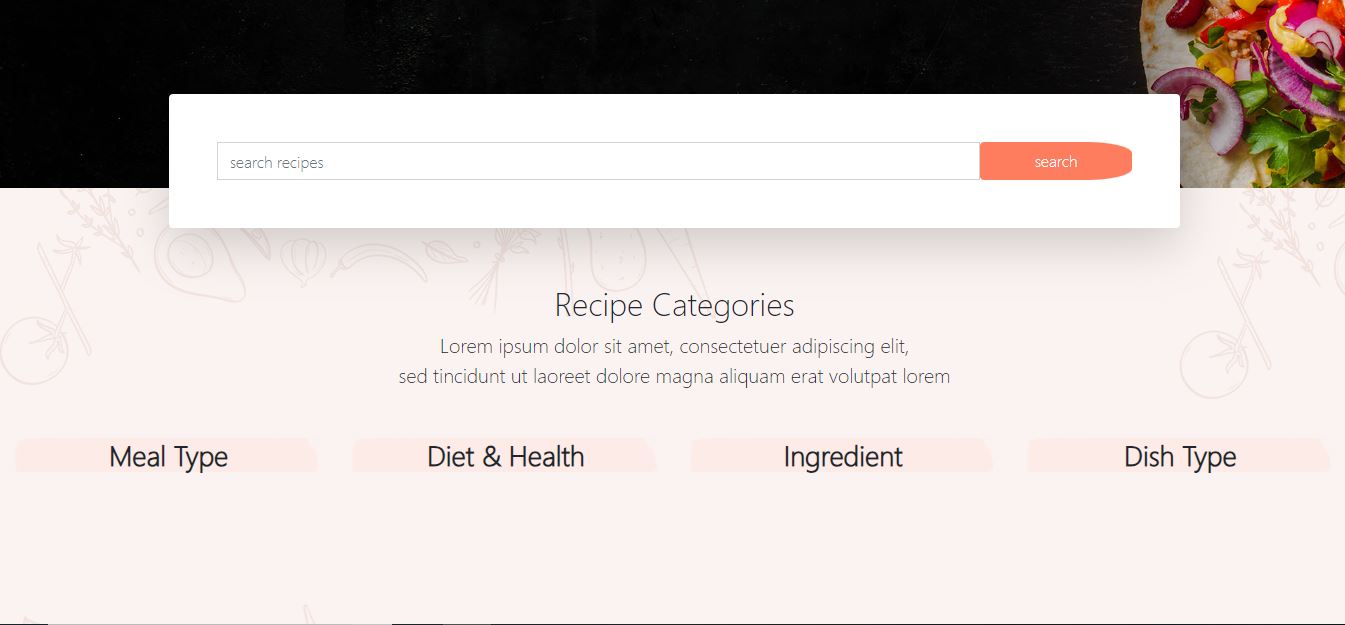 search recipes
search
Recipe Categories
Lorem ipsum dolor sit amet, consectetuer adipiscing elit,
sed tincidunt ut laoreet dolore magna aliquam erat volutpat lorem
Meal Type
Diet & Health
Ingredient
Dish Type